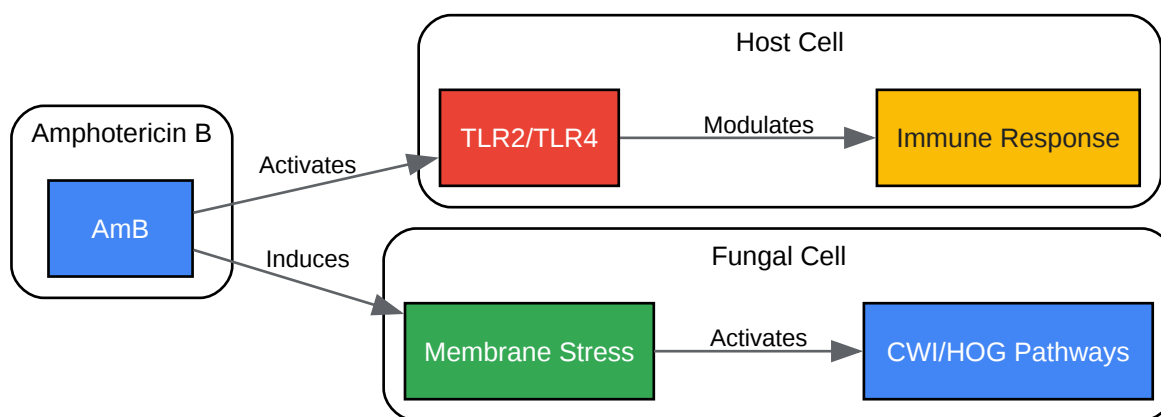 Host Cell
Amphotericin B
TLR2/TLR4
Modulates
Immune Response
Activates
AmB
Induces
Fungal Cell
Membrane Stress
Activates
CWI/HOG Pathways